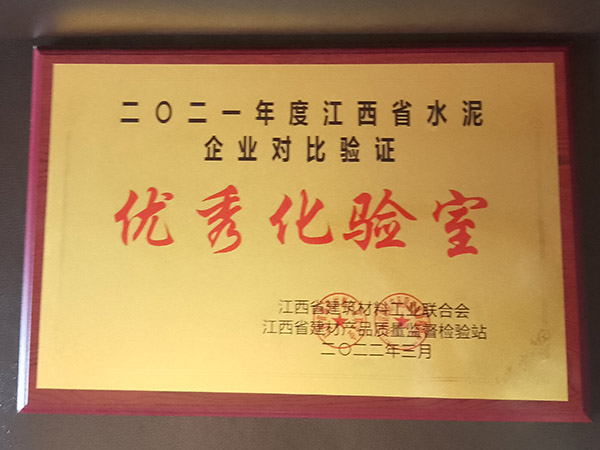 二〇二一年度江西省水泥
企业对比验证
优秀化验室
江西省建筑材料工业联合会
江西省建材产品质量监督检验站
二〇二二年三月